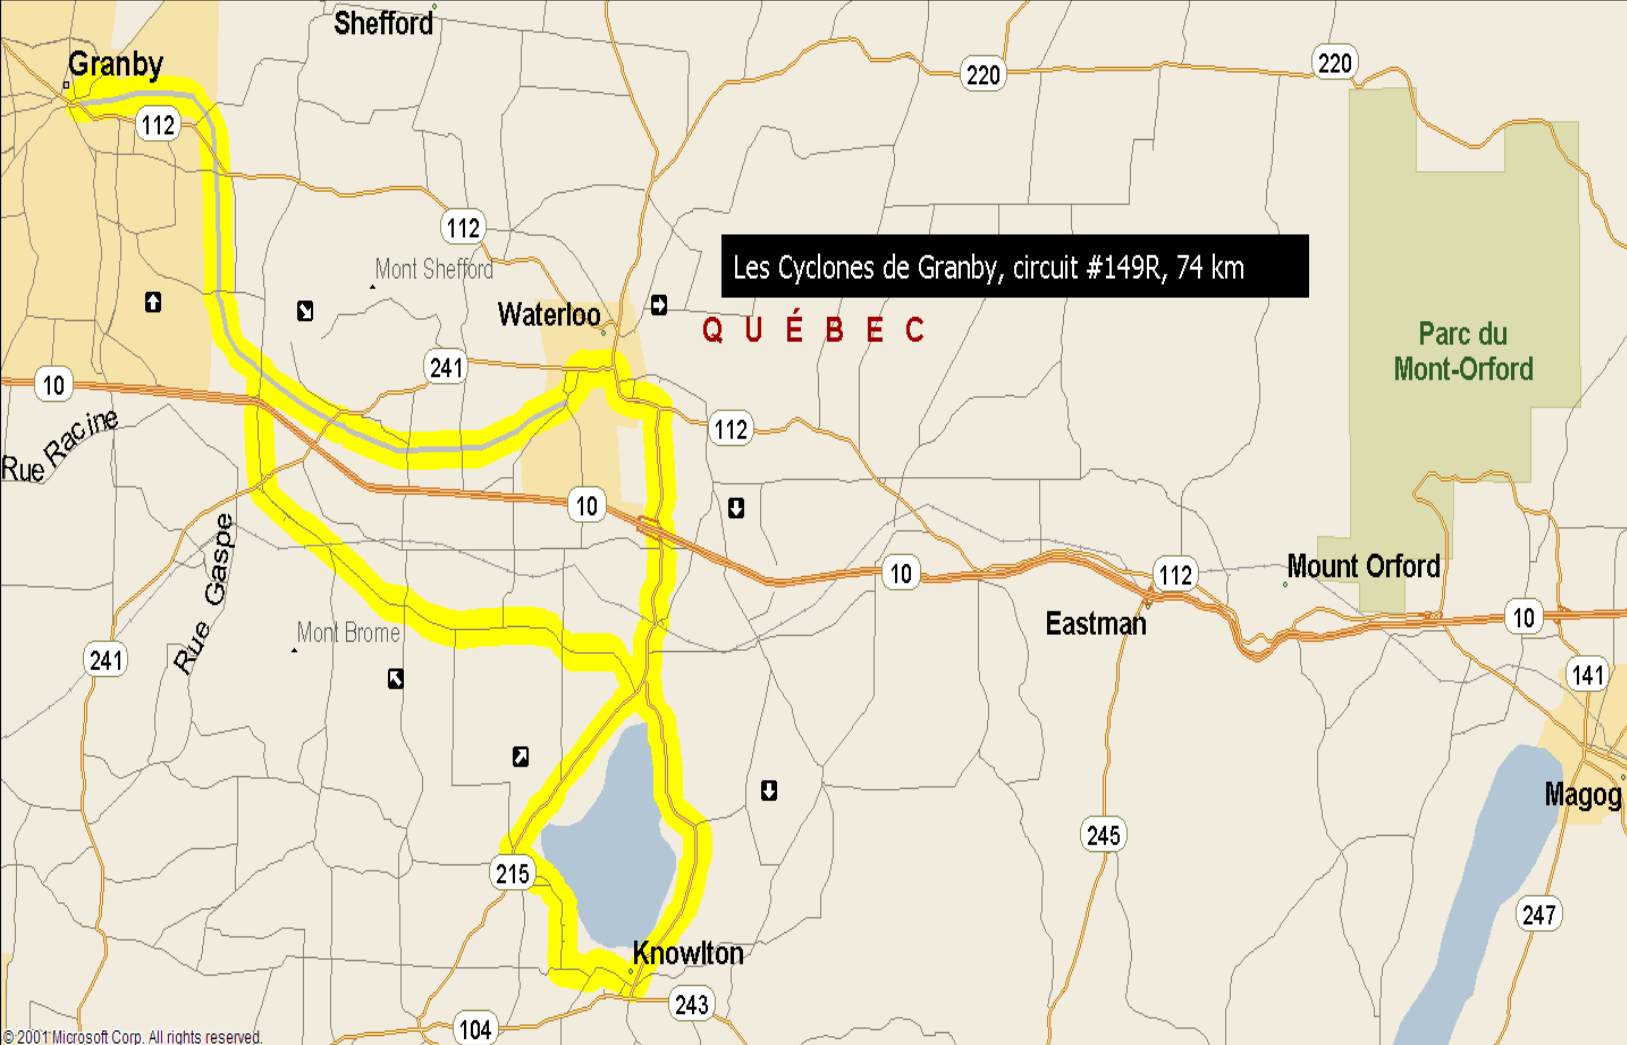 Shefford
Granby
220
220
112
112
Mont Shefford
Les Cyclones de Granby, circuit #149R, 74 km
Waterloo
QUÉBEC
Parc du
Mont-Orford
241
10
Rue Racine
112
10
Rue Gaspe
10
112
Mount Orford
Eastman
10
Mont Brome
241
141
Magog
245
215
247
Knowlton
243
104
© 2001 Microsoft Corp. All rights reserved.